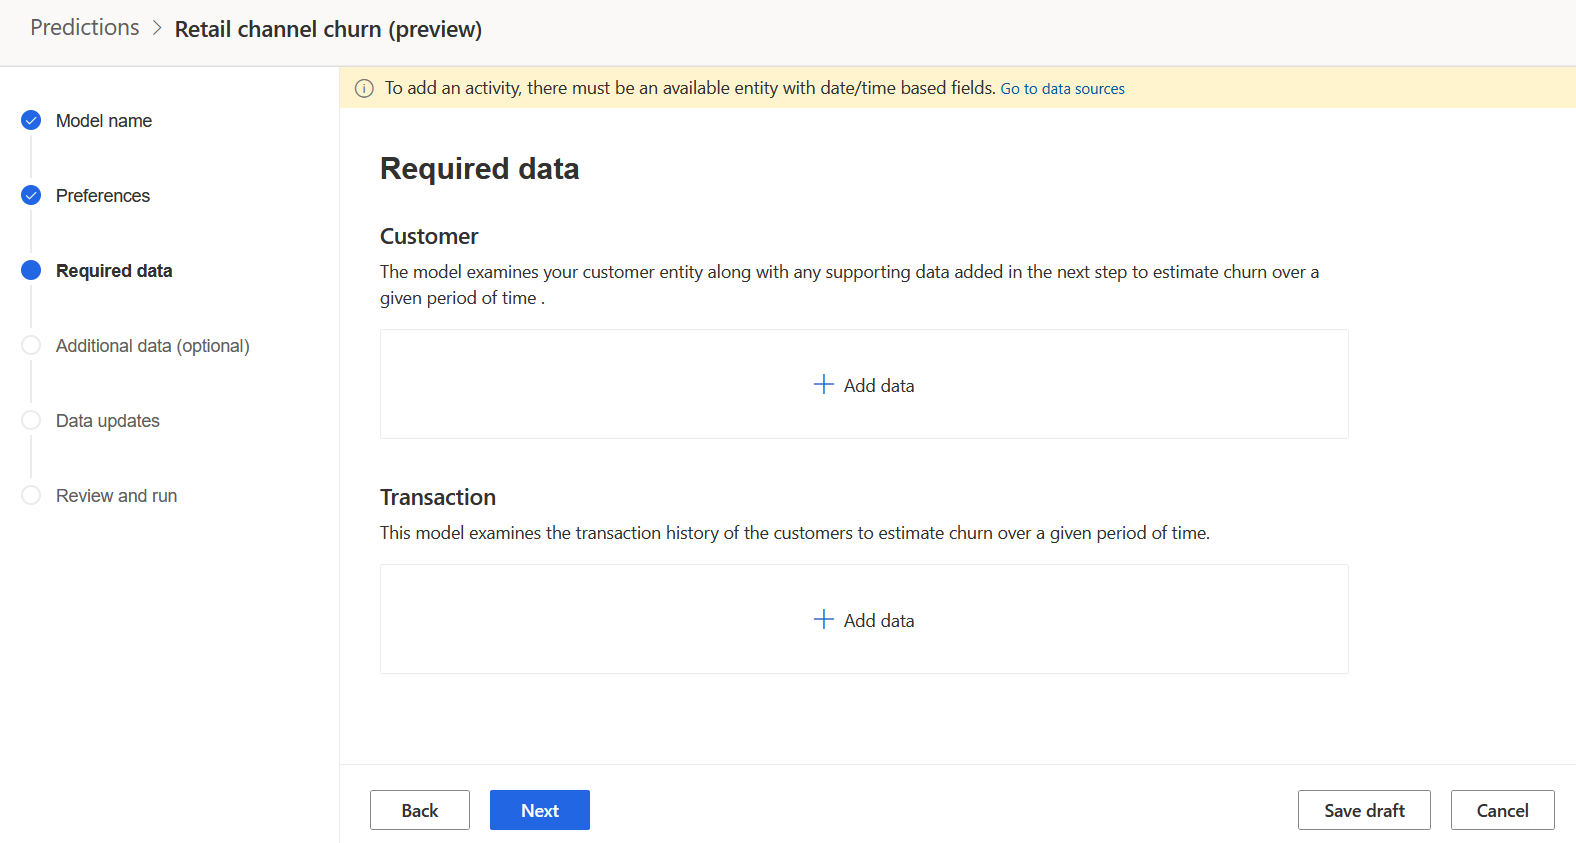 Predictions > Retail channel churn (preview)
To add an activity, there must be an available entity with date/time based fields. Go to data sources
Model name
Preferences
Required data
Additional data (optional)
Data updates
Review and run
Required data
Customer
The model examines your customer entity along with any supporting data added in the next step to estimate churn over a
given period of time .
Add data
Transaction
This model examines the transaction history of the customers to estimate churn over a given period of time.
Add data
Back
Next
Save draft
Cancel